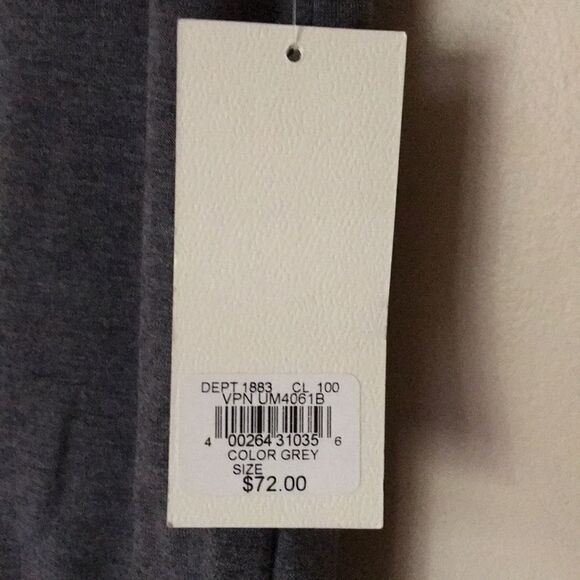 DEPT 1883 CL 100
VPN UM4061B
4 00264 31035 6
COLOR GREY
SIZE
$72.00